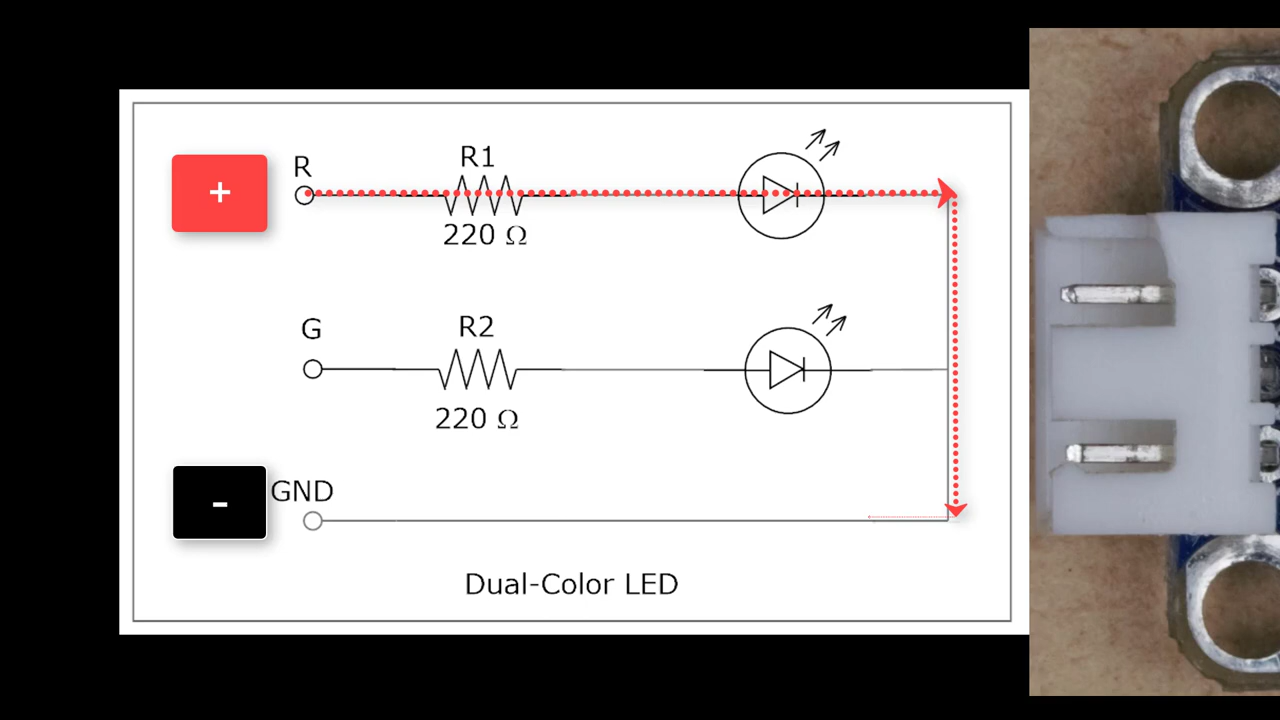 +
R
R1
220 Ω
G
R2
220 Ω
-
GND
Dual-Color LED